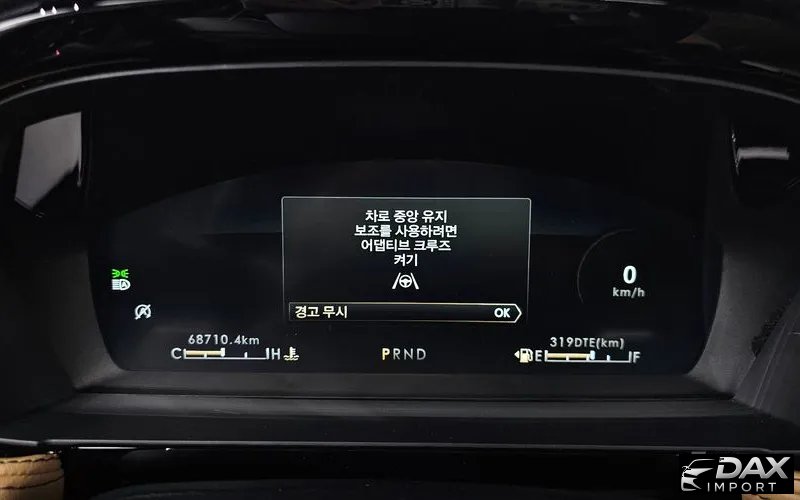 차로 중앙 유지
보조를 사용하려면
어댑티브 크루즈
켜기
경고 무시 OK
0
km/h
68710.4km
C H
PRND
319DTE(km)
E F
DAX
IMPORT